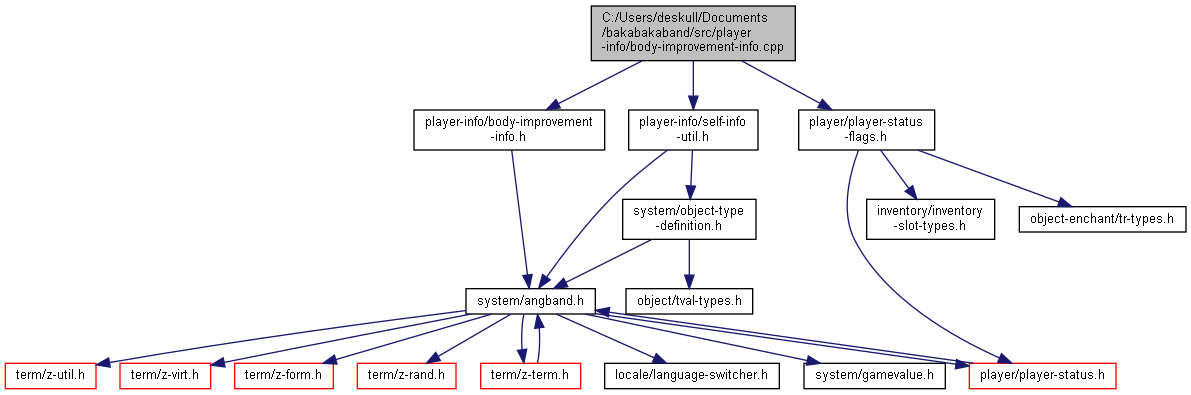 C:/Users/deskull/Documents
/bakabakaband/src/player
-info/body-improvement-info.cpp
player-info/body-improvement
-info.h
player-info/self-info
-util.h
player/player-status
-flags.h
system/object-type
-definition.h
inventory/inventory
-slot-types.h
object-enchant/tr-types.h
system/angband.h
object/tval-types.h
term/z-util.h
term/z-virt.h
term/z-form.h
term/z-rand.h
term/z-term.h
locale/language-switcher.h
system/gamevalue.h
player/player-status.h